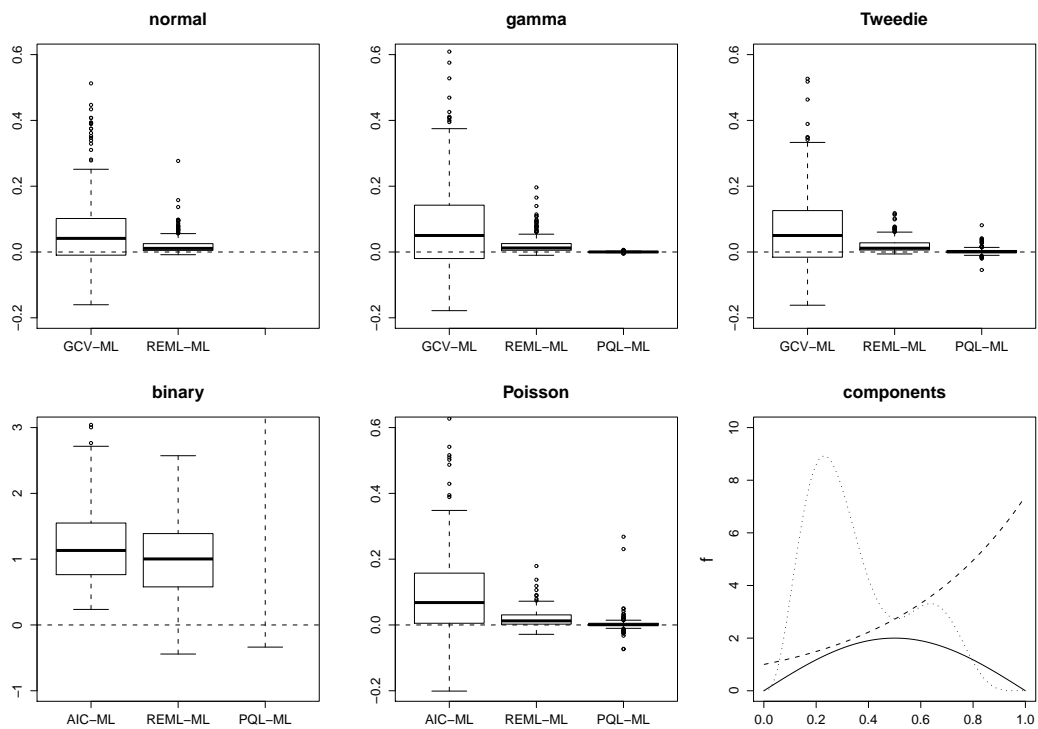 normal
gamma
Tweedie
0.6
0.4
0.2
0.0
−0.2
GCV−ML REML−ML
0.6
0.4
0.2
0.0
−0.2
GCV−ML REML−ML PQL−ML
0.6
0.4
0.2
0.0
−0.2
GCV−ML REML−ML PQL−ML
binary
Poisson
components
3
2
1
0
−1
AIC−ML REML−ML PQL−ML
0.6
0.4
0.2
0.0
−0.2
AIC−ML REML−ML PQL−ML
f
10
8
6
4
2
0
0.0 0.2 0.4 0.6 0.8 1.0